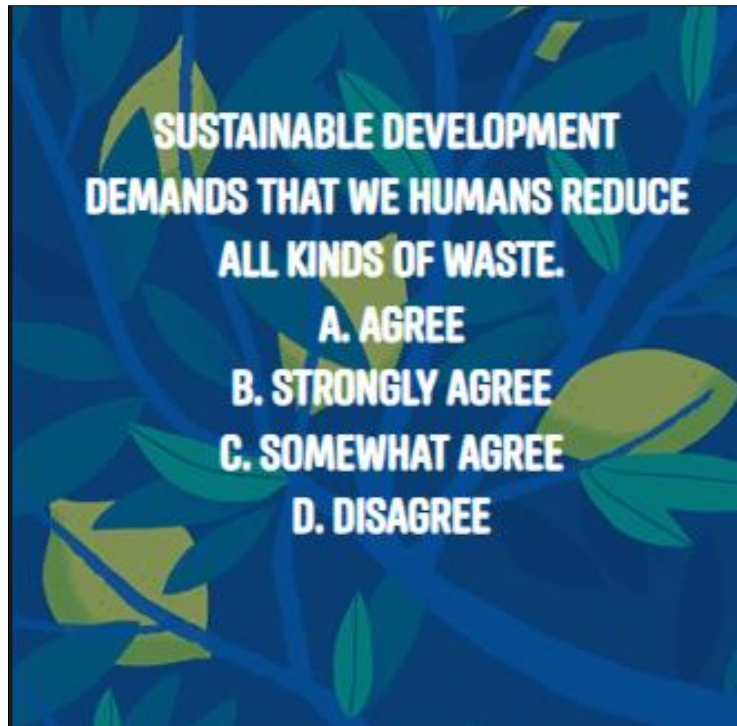 SUSTAINABLE DEVELOPMENT
DEMANDS THAT WE HUMANS REDUCE
ALL KINDS OF WASTE.
A. AGREE
B. STRONGLY AGREE
C. SOMEWHAT AGREE
D. DISAGREE